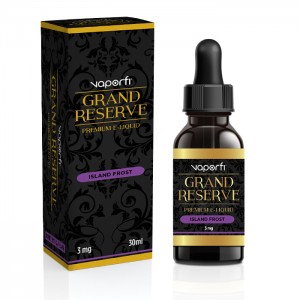 vaporfi
GRAND
RESERVE
PREMIUM E-LIQUID
ISLAND FROST
3 mg
30ml
GRAND RESERVE
vaporfi
vaporfi
GRAND
RESERVE
PREMIUM E-LIQUID
ISLAND FROST
3 mg